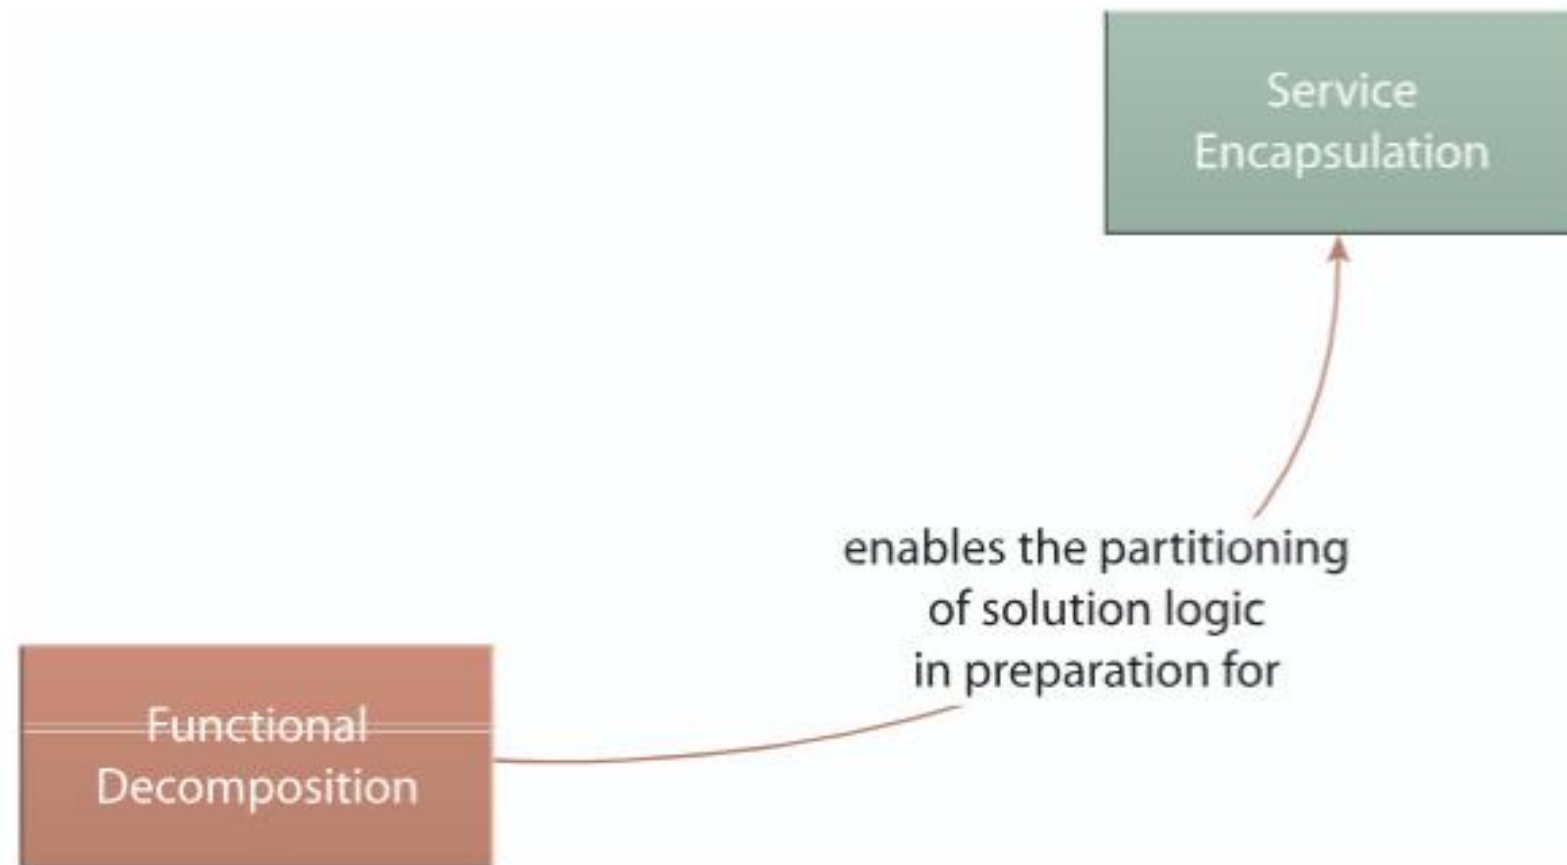 Service
Encapsulation
enables the partitioning
of solution logic
in preparation for
Functional
Decomposition